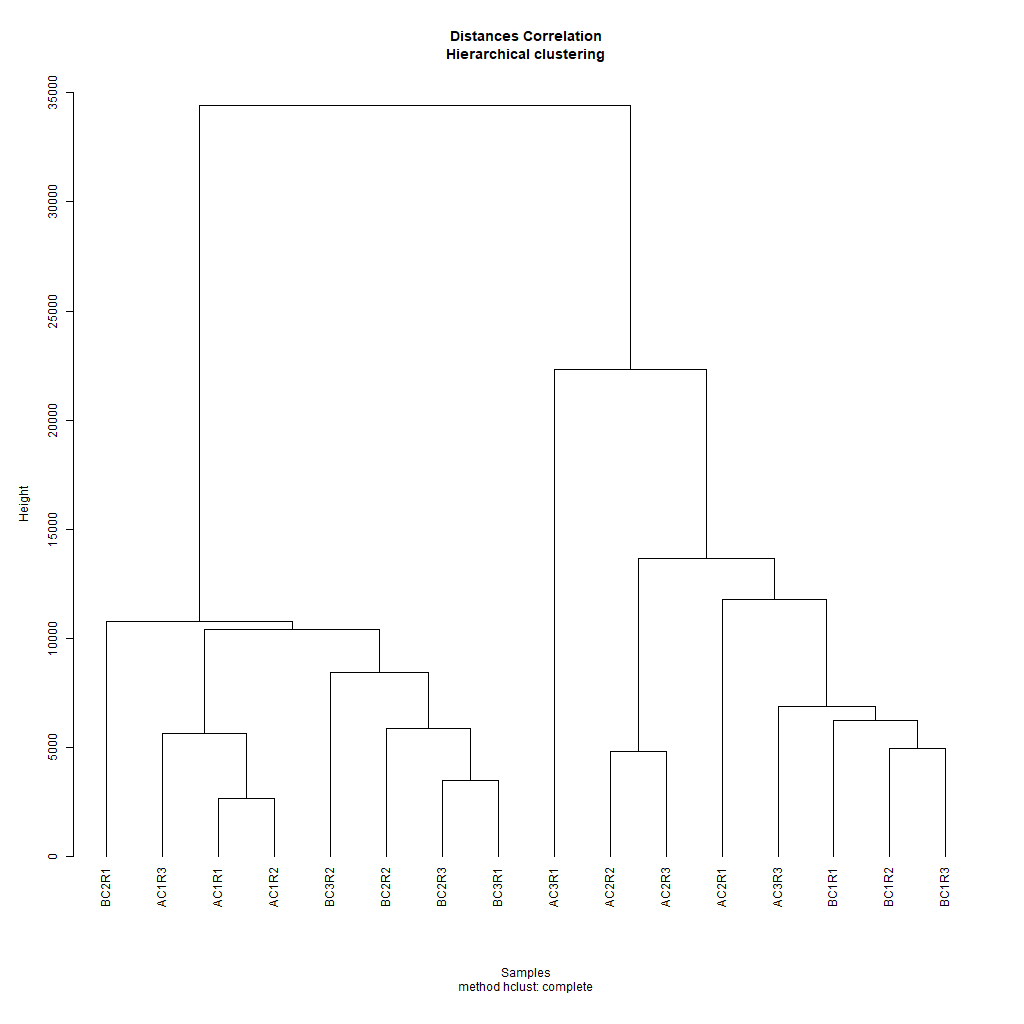 Distances Correlation
Hierarchical clustering
35000
30000
25000
20000
15000
10000
5000
0
Height
BC2R1
AC1R3
AC1R1
AC1R2
BC3R2
BC2R2
BC2R3
BC3R1
AC3R1
AC2R2
AC2R3
AC2R1
AC3R3
BC1R1
BC1R2
BC1R3
Samples
method hclust: complete